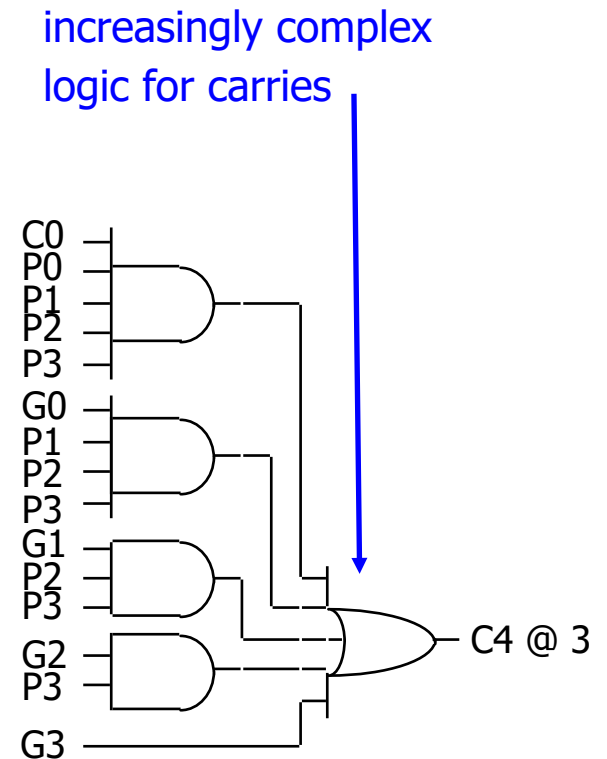 increasingly complex
logic for carries
C0
P0
P1
P2
P3
G0
P1
P2
P3
G1
P2
P3
G2
P3
G3
C4 @ 3